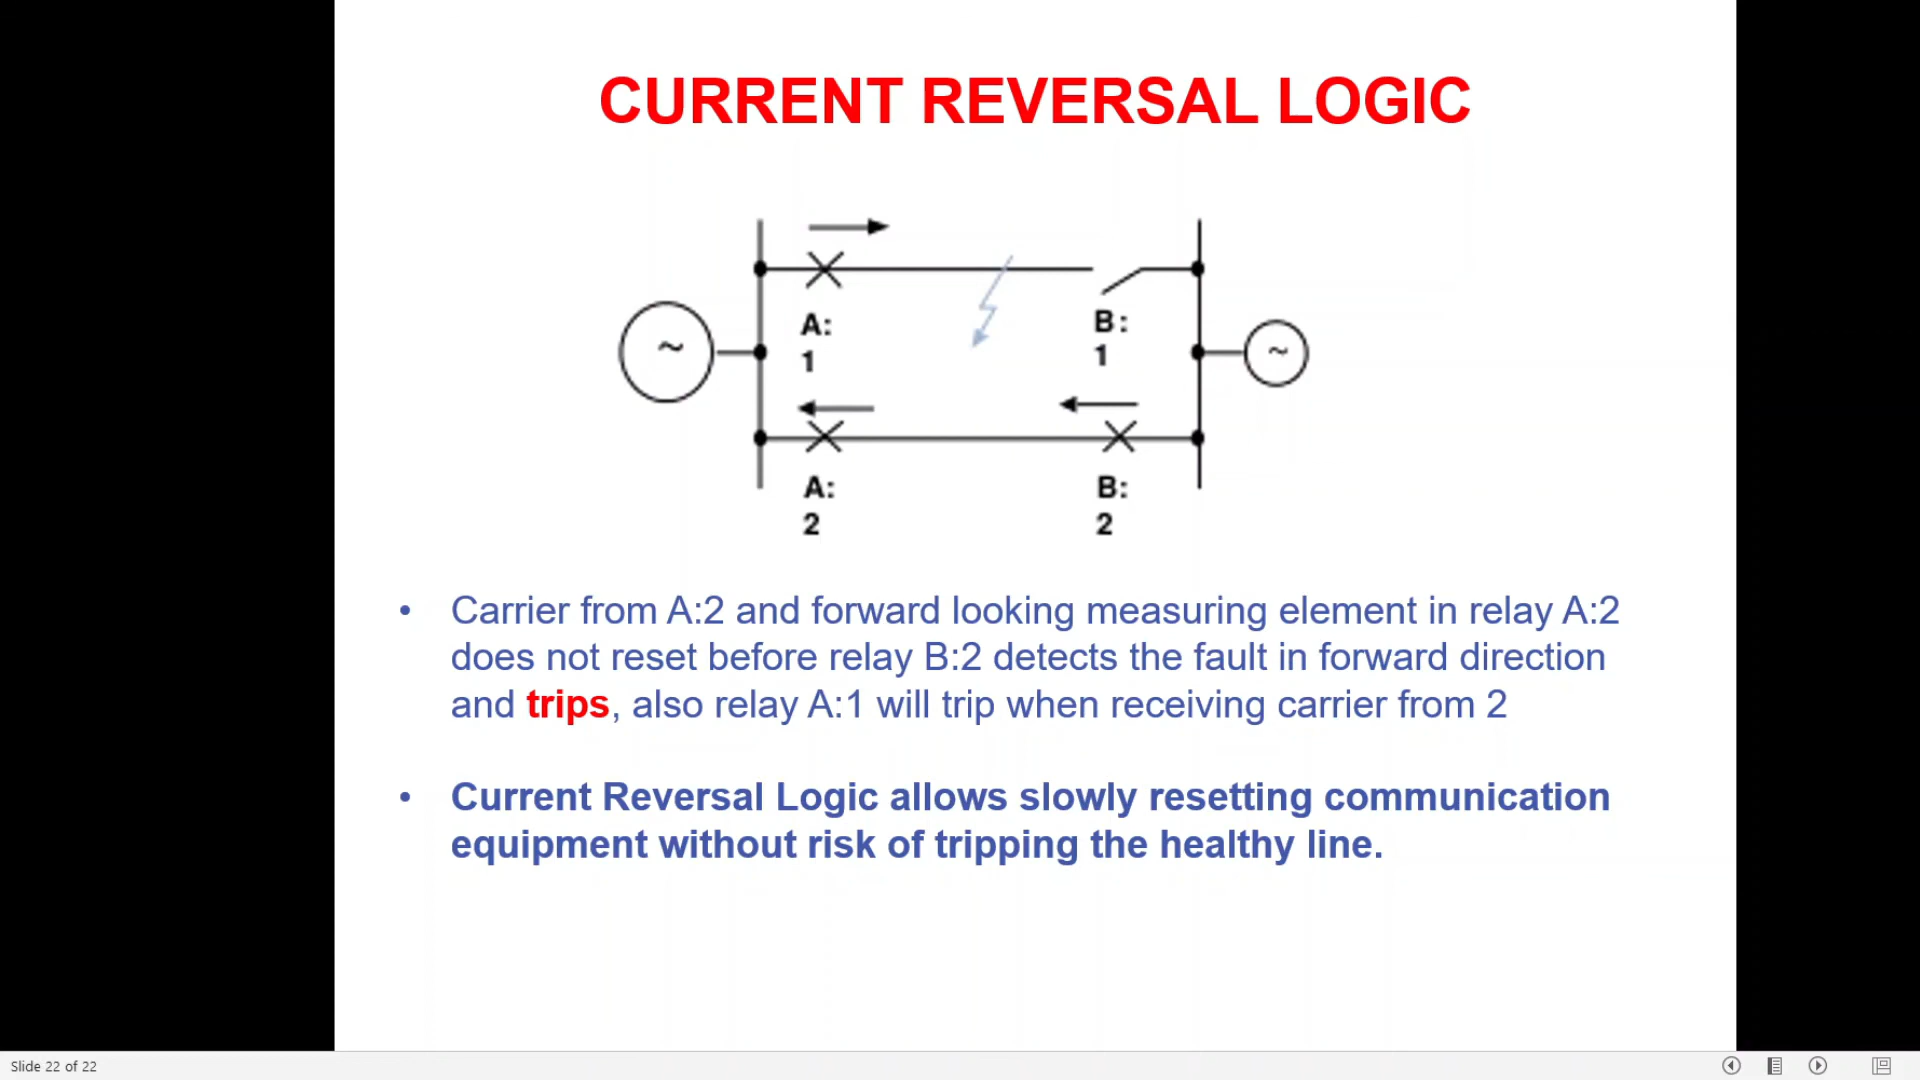 CURRENT REVERSAL LOGIC
~
A:
1
B:
1
~
A:
2
B:
2
• Carrier from A:2 and forward looking measuring element in relay A:2
does not reset before relay B:2 detects the fault in forward direction
and trips, also relay A:1 will trip when receiving carrier from 2
• Current Reversal Logic allows slowly resetting communication
equipment without risk of tripping the healthy line.
Slide 22 of 22